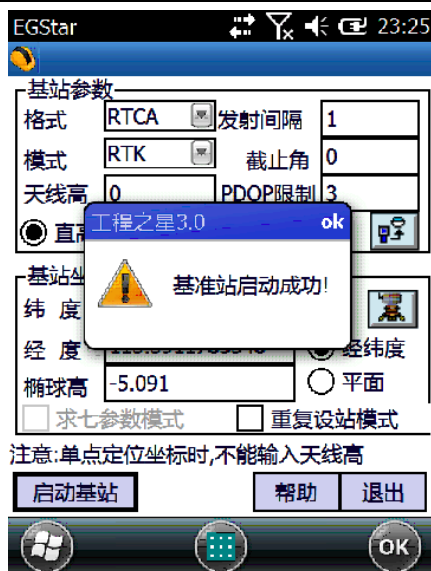 EGStar 23:25
基站参数
格式 RTCA 发射间隔 1
模式 RTK 截止角 0
天线高 0 PDOP限制 3
直高
工程之星3.0 ok
基准站启动成功!
基站坐
纬 度
经 度 经纬度
椭球高 -5.091 平面
求七参数模式 重复设站模式
注意:单点定位坐标时,不能输入天线高
启动基站 帮助 退出
OK